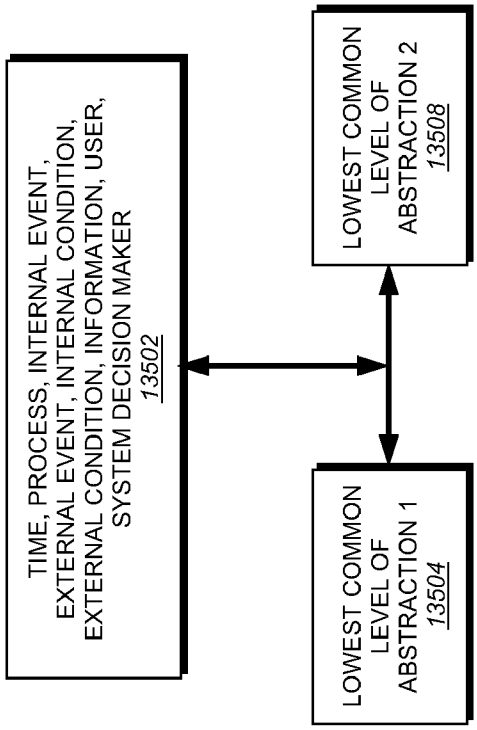 TIME, PROCESS, INTERNAL EVENT,
EXTERNAL EVENT, INTERNAL CONDITION,
EXTERNAL CONDITION, INFORMATION, USER,
SYSTEM DECISION MAKER
13502
LOWEST COMMON
LEVEL OF
ABSTRACTION 1
13504
LOWEST COMMON
LEVEL OF
ABSTRACTION 2
13508